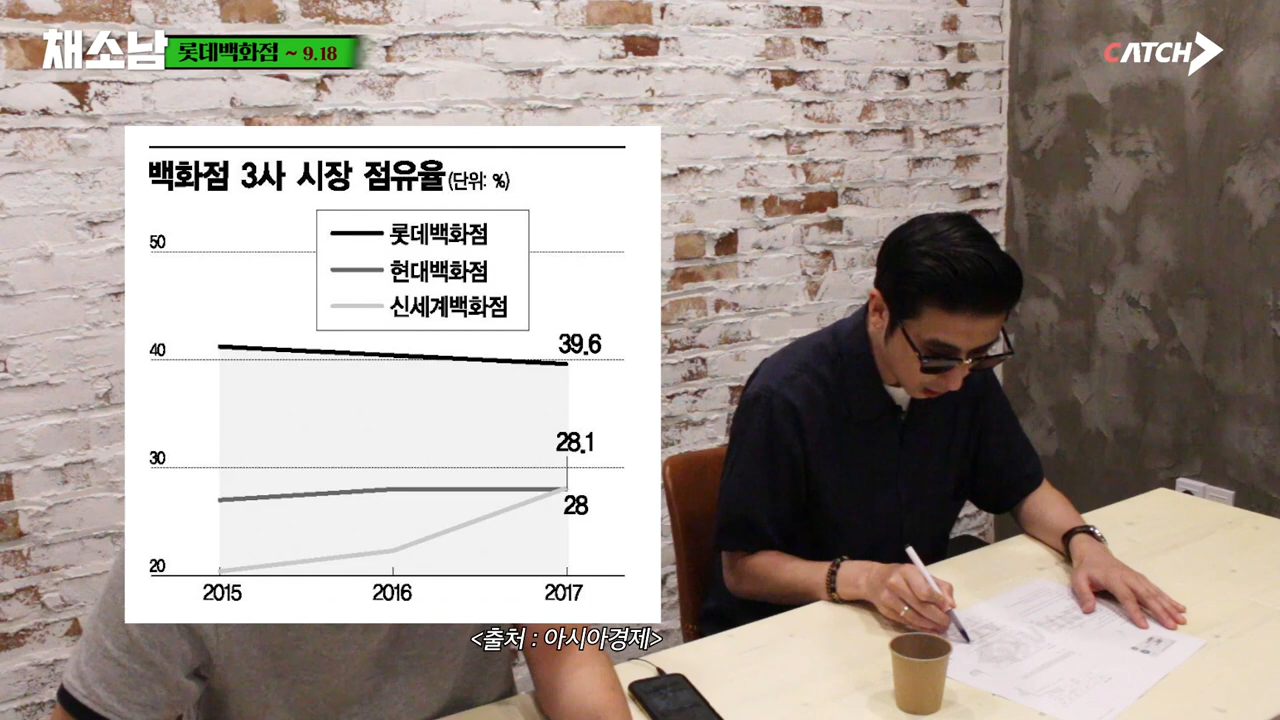 채소남 롯데백화점 ~ 9.18
CATCH
백화점 3사 시장 점유율 (단위: %)
롯데백화점
현대백화점
신세계백화점
50
40
30
20
39.6
28.1
28
2015 2016 2017
<출처 : 아시아경제>